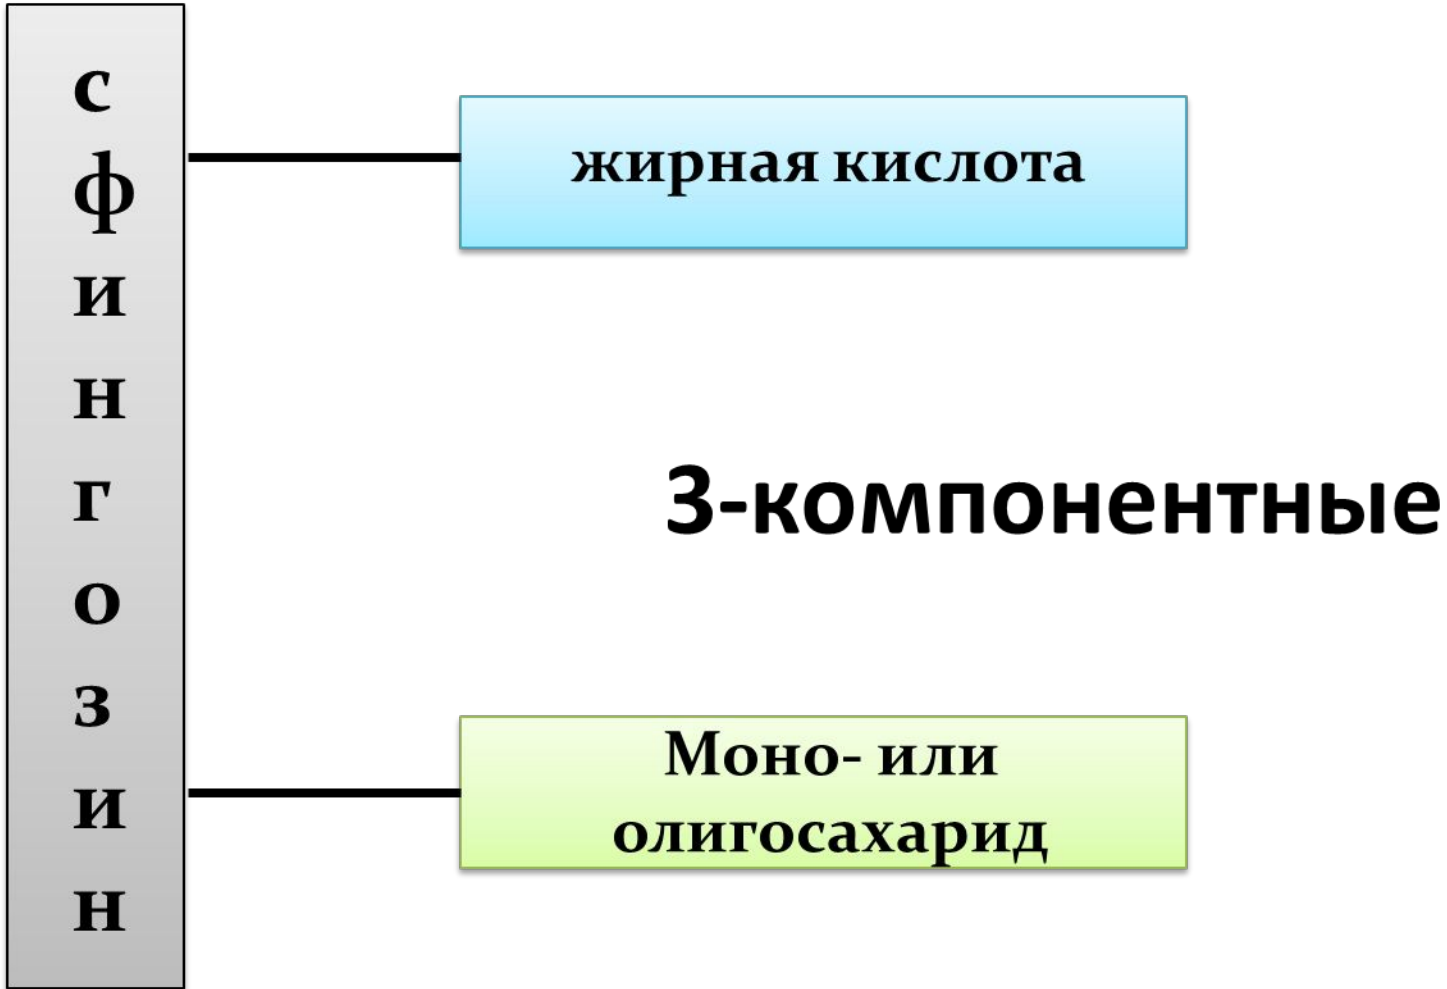 сфингозин
жирная кислота
3-компонентные
Моно- или
олигосахарид